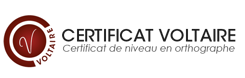 V
VOLTAIRE
CERTIFICAT VOLTAIRE
Certificat de niveau en orthographe